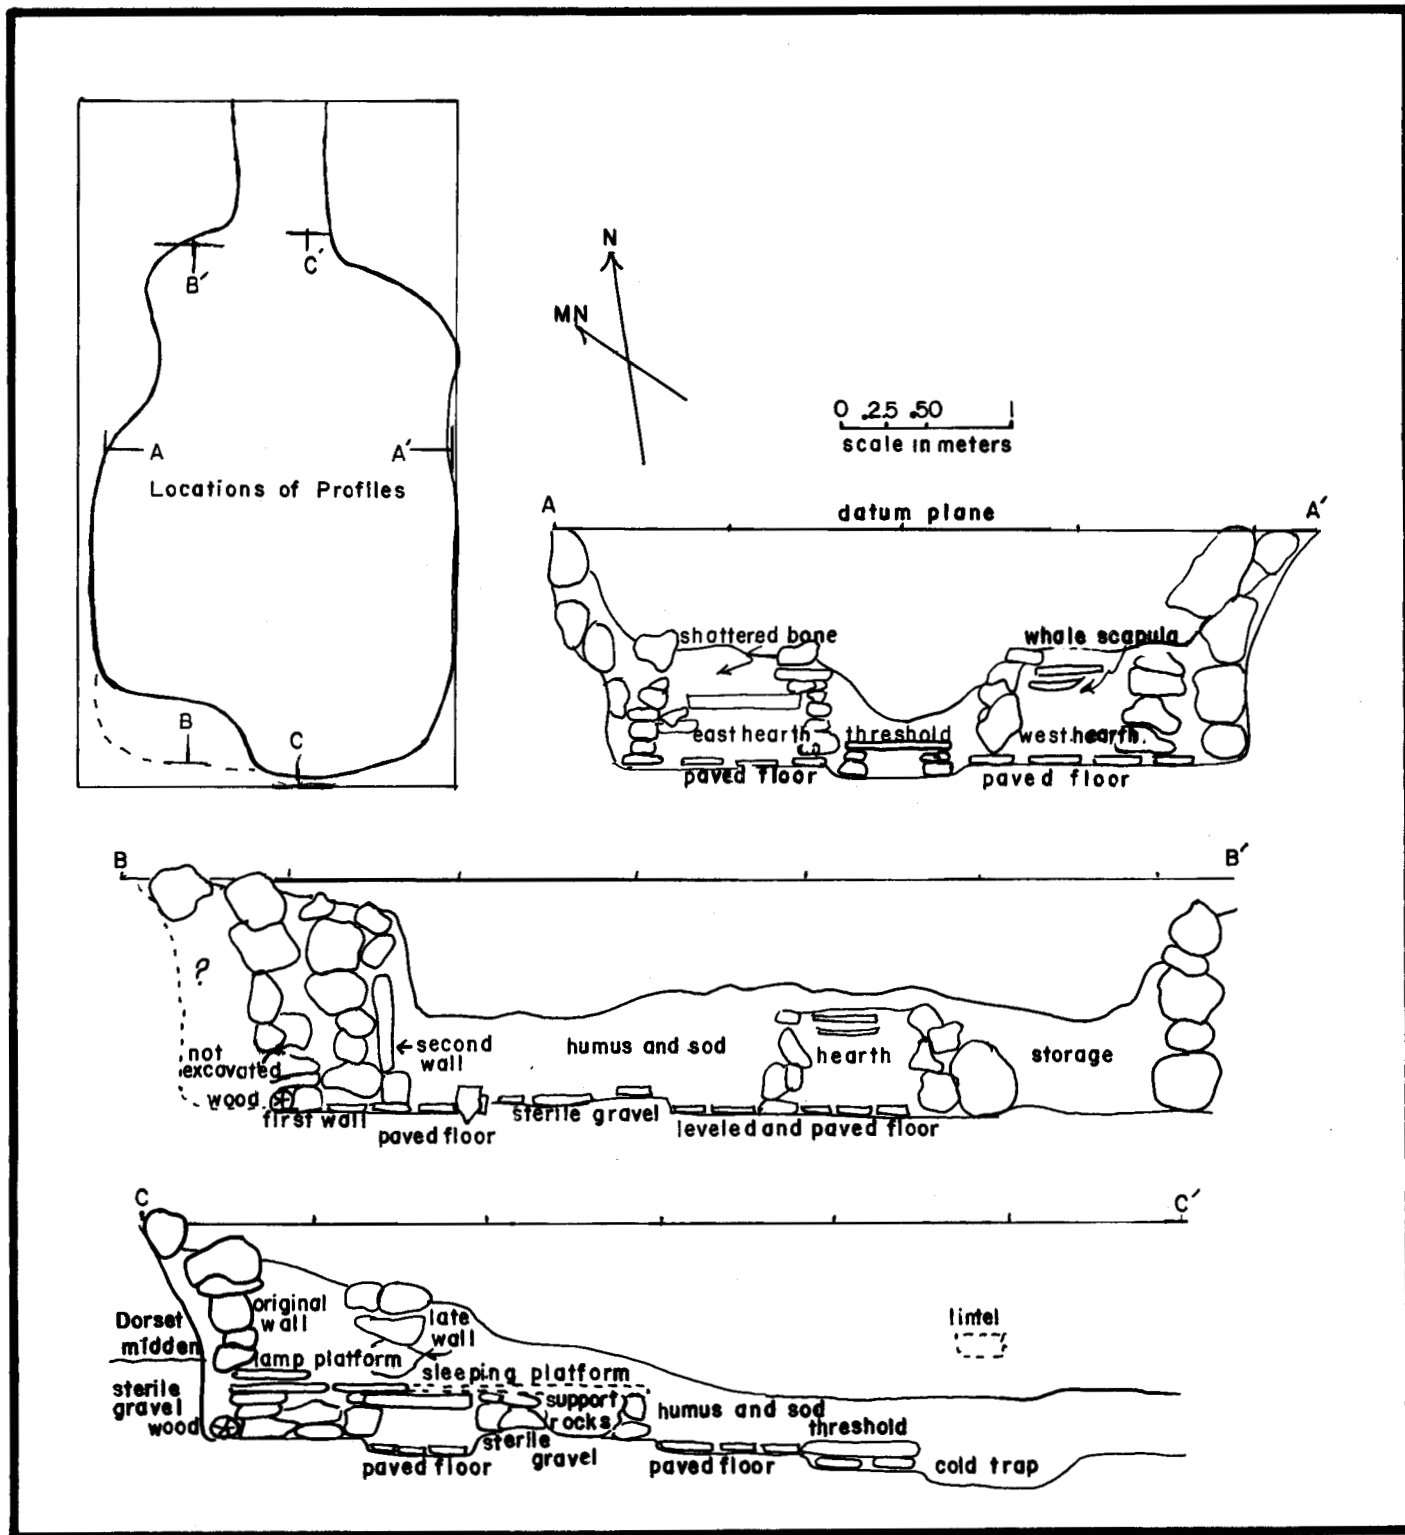 B′
C′
A
A′
Locations of Profiles
B
C
N
MN
0 .25 .50 1
scale in meters
A
datum plane
A′
shattered bone
whale scapula
east hearth
threshold
west hearth
paved floor
paved floor
B
B′
?
second
wall
humus and sod
hearth
storage
not
excavated
wood
first wall
sterile gravel
paved floor
leveled and paved floor
C
C′
original
wall
late
wall
lintel
Dorset
midden
lamp platform
sleeping platform
sterile
gravel
wood
support
rocks
humus and sod
threshold
sterile
gravel
paved floor
paved floor
cold trap